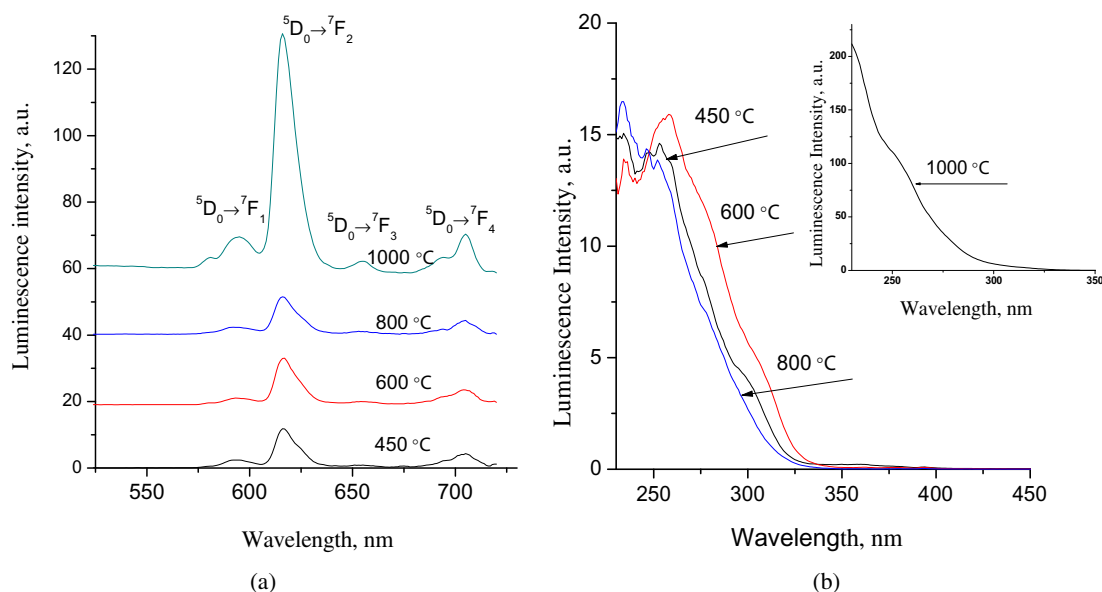 ⁵D₀→⁷F₂
120
100
80
60
40
20
0
⁵D₀→⁷F₁
⁵D₀→⁷F₃
⁵D₀→⁷F₄
1000 °C
800 °C
600 °C
450 °C
550
600
650
700
Luminescence intensity, a.u.
Wavelength, nm
(a)
20
15
10
5
0
450 °C
600 °C
800 °C
250
300
350
400
450
Luminescence Intensity, a.u.
Wavelength, nm
200
150
100
50
0
1000 °C
250
300
350
Luminescence Intensity, a.u.
Wavelength, nm
(b)